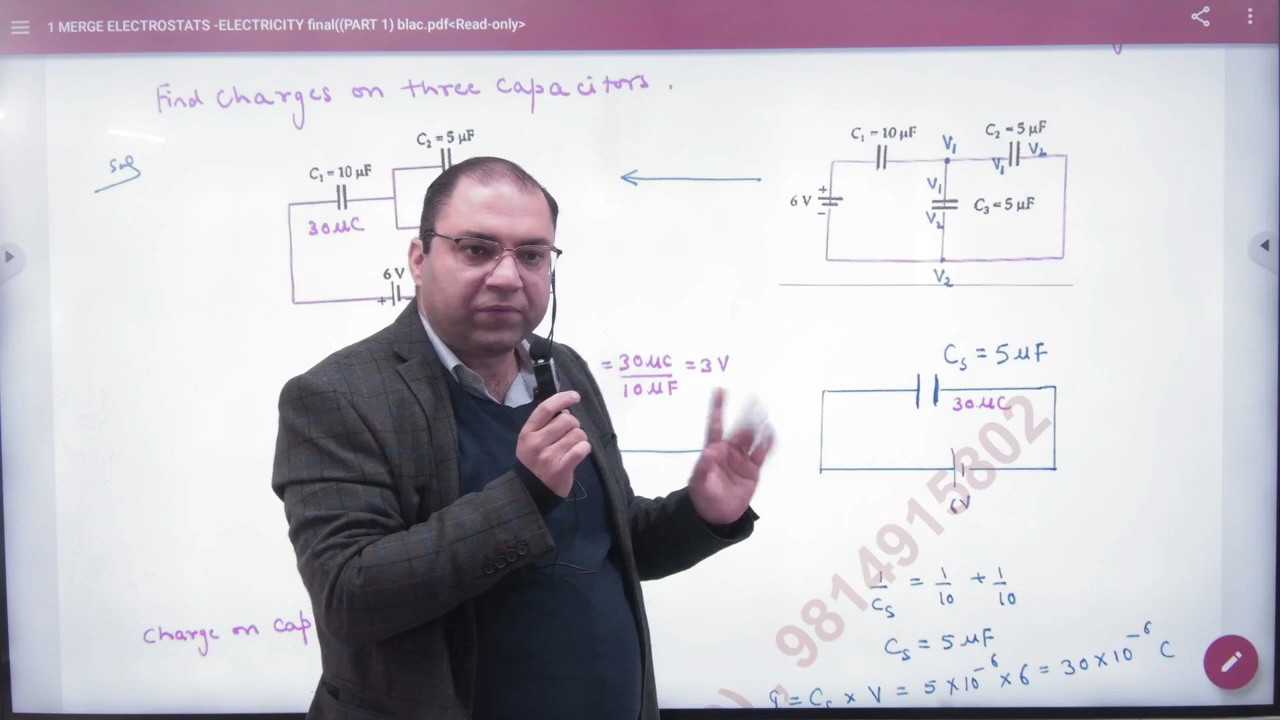 1 MERGE ELECTROSTATS -ELECTRICITY final((PART 1) blac.pdf<Read-only>
Find charges on three capacitors.
Sol
C₂ = 5 μF
C₁ = 10 μF
30 μC
6 V
+
C₁ = 10 μF
C₂ = 5 μF
V₁
V₁
V₂
6 V
+
−
V₁
V₂
C₃ = 5 μF
V₂
= 30 μC / 10 μF = 3 V
Cs = 5 μF
30 μC
6V
1/Cs = 1/10 + 1/10
Cs = 5 μF
q = Cs × V = 5 × 10⁻⁶ × 6 = 30 × 10⁻⁶ C
Charge on cap
), 9814915802